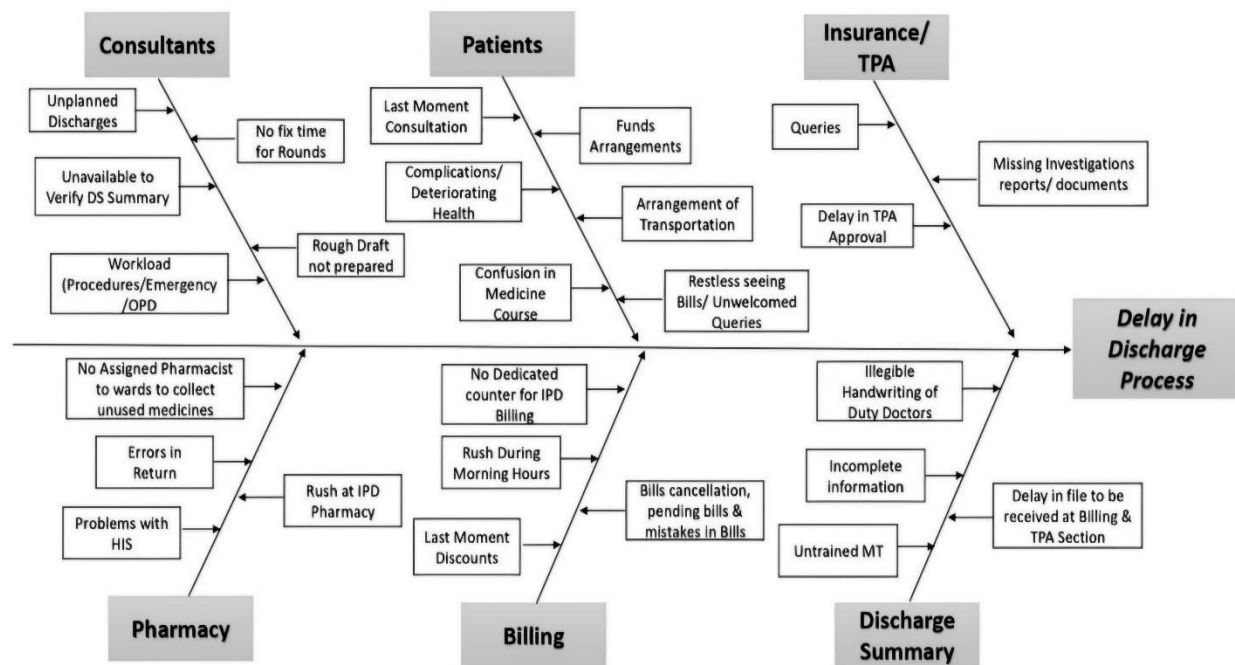 Consultants
Patients
Insurance/
TPA
Unplanned
Discharges
No fix time
for Rounds
Unavailable to
Verify DS Summary
Rough Draft
not prepared
Workload
(Procedures/Emergency
/OPD
Last Moment
Consultation
Funds
Arrangements
Complications/
Deteriorating
Health
Arrangement of
Transportation
Confusion in
Medicine
Course
Restless seeing
Bills/ Unwelcomed
Queries
Queries
Missing Investigations
reports/ documents
Delay in TPA
Approval
Delay in
Discharge
Process
No Assigned Pharmacist
to wards to collect
unused medicines
Errors in
Return
Rush at IPD
Pharmacy
Problems with
HIS
No Dedicated
counter for IPD
Billing
Rush During
Morning Hours
Bills cancellation,
pending bills &
mistakes in Bills
Last Moment
Discounts
Illegible
Handwriting of
Duty Doctors
Incomplete
information
Delay in file to be
received at Billing &
TPA Section
Untrained MT
Pharmacy
Billing
Discharge
Summary